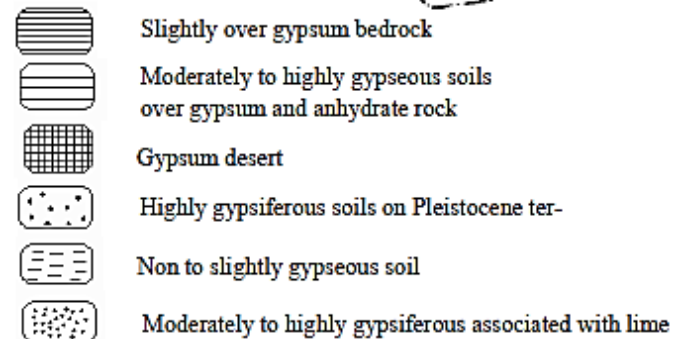 Slightly over gypsum bedrock
Moderately to highly gypseous soils
over gypsum and anhydrate rock
Gypsum desert
Highly gypsiferous soils on Pleistocene ter-
Non to slightly gypseous soil
Moderately to highly gypsiferous associated with lime